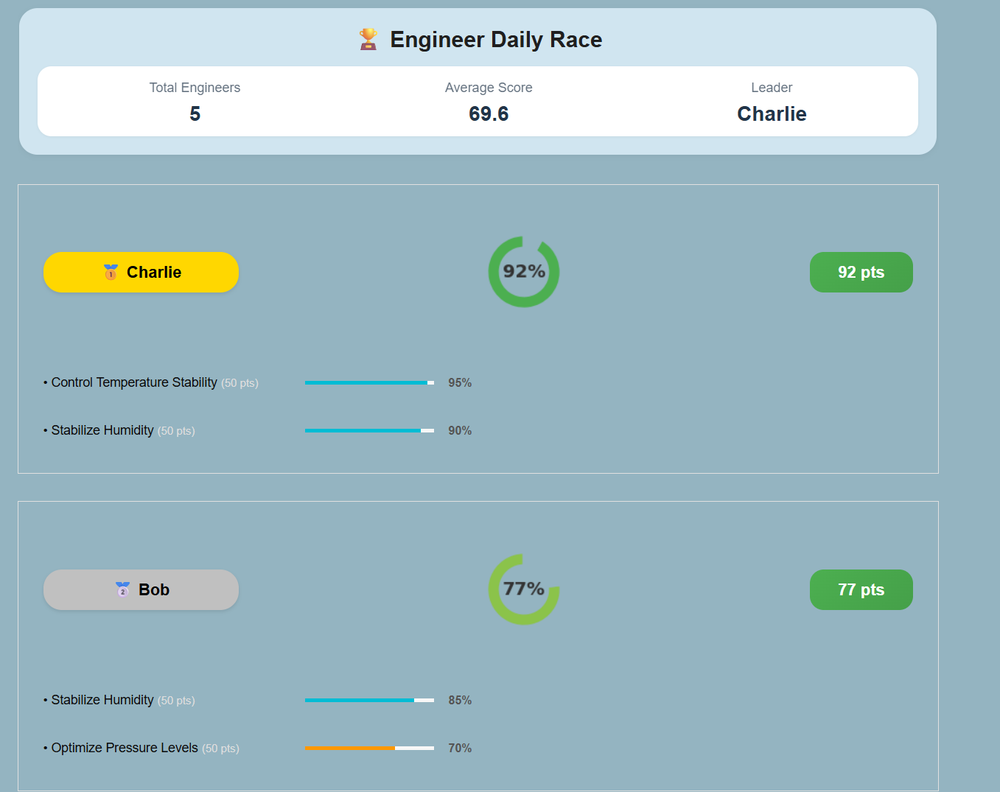 🏆 Engineer Daily Race
Total Engineers
5
Average Score
69.6
Leader
Charlie
🥇 Charlie
92%
92 pts
• Control Temperature Stability (50 pts)
95%
• Stabilize Humidity (50 pts)
90%
🥈 Bob
77%
77 pts
• Stabilize Humidity (50 pts)
85%
• Optimize Pressure Levels (50 pts)
70%